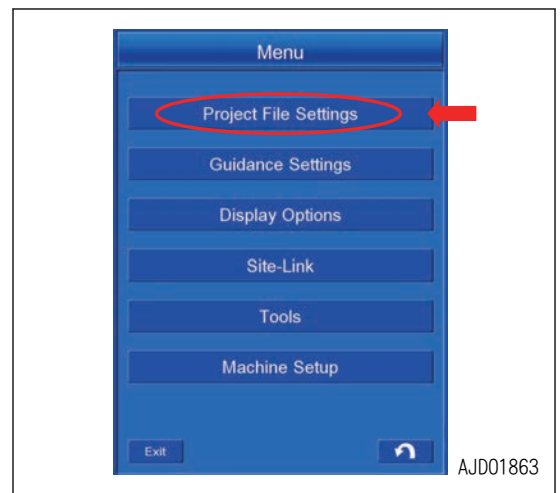 Menu
Project File Settings
Guidance Settings
Display Options
Site-Link
Tools
Machine Setup
Exit
AJD01863